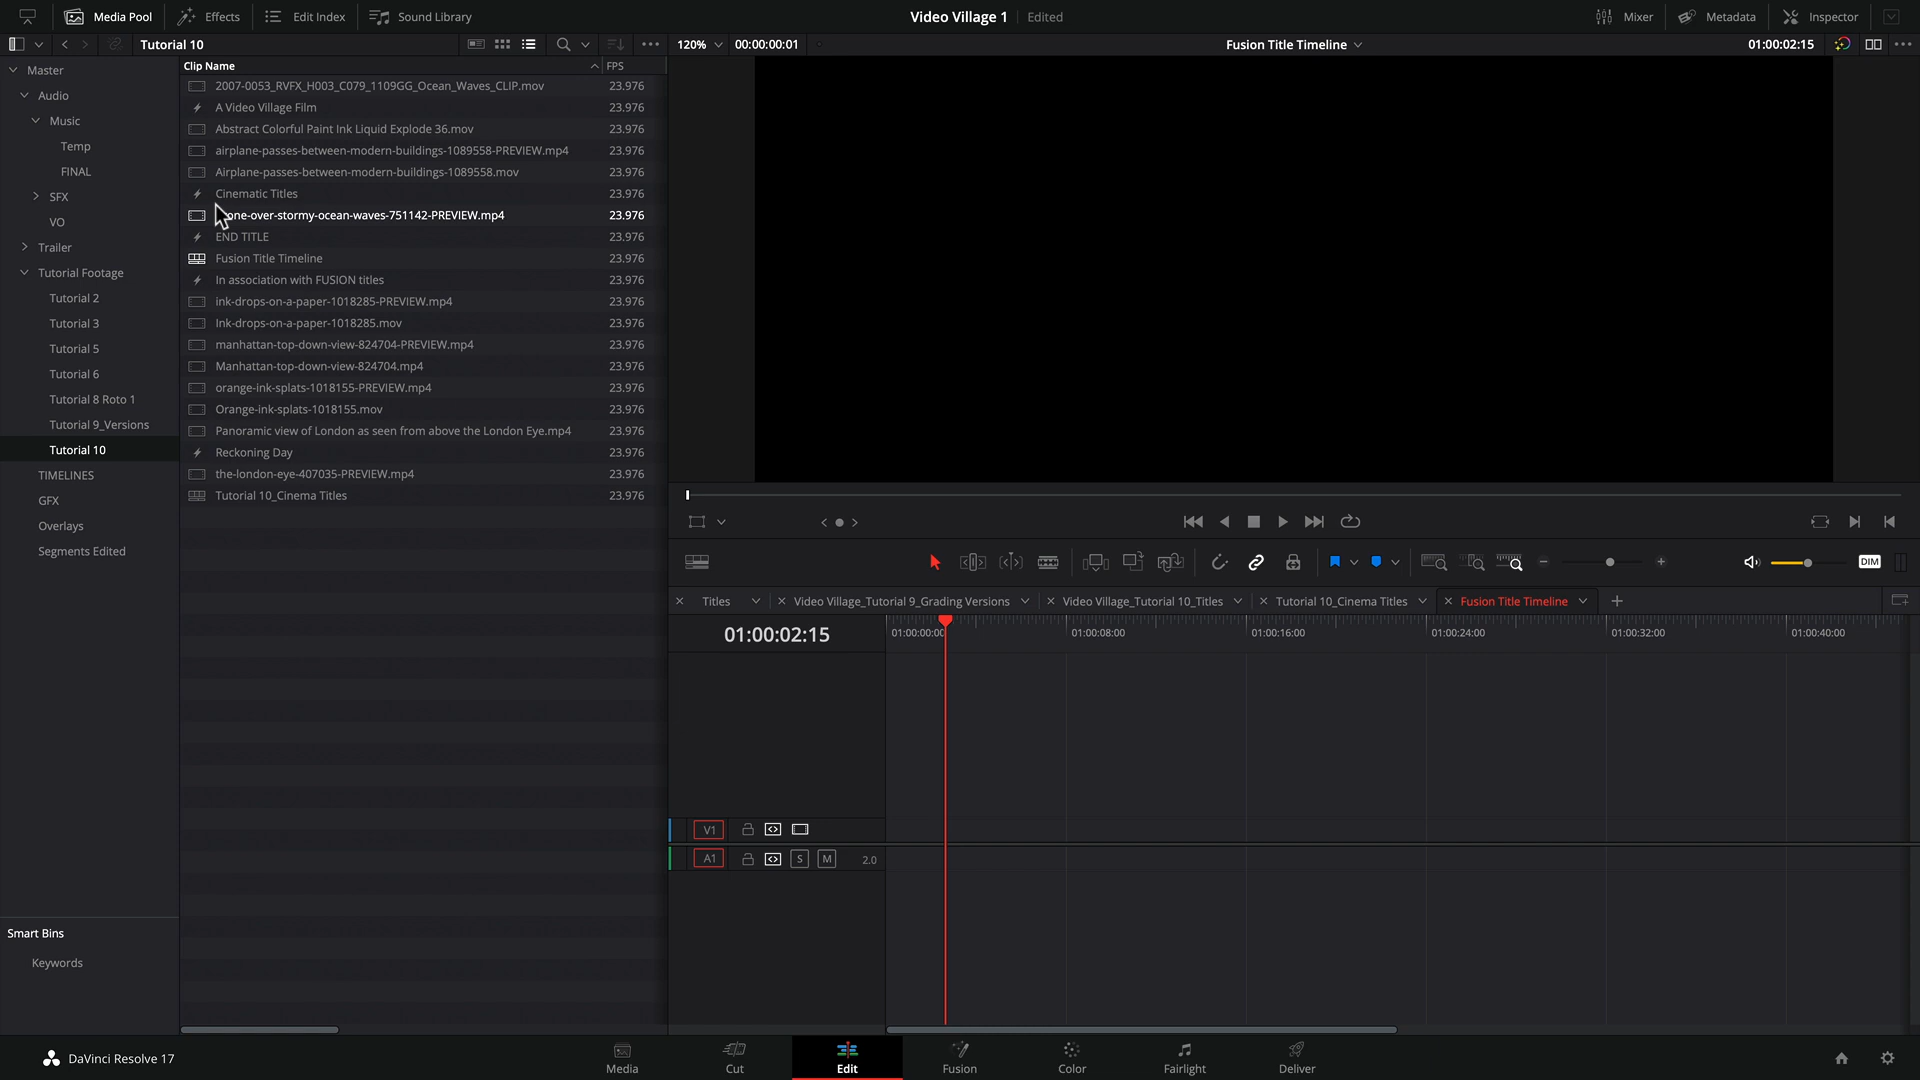 Media Pool
Effects
Edit Index
Sound Library
Video Village 1
Edited
Mixer
Metadata
Inspector
Tutorial 10
120%
00:00:00:01
Fusion Title Timeline
01:00:02:15
Master
Audio
Music
Temp
FINAL
SFX
VO
Trailer
Tutorial Footage
Tutorial 2
Tutorial 3
Tutorial 5
Tutorial 6
Tutorial 8 Roto 1
Tutorial 9_Versions
Tutorial 10
TIMELINES
GFX
Overlays
Segments Edited
Smart Bins
Keywords
Clip Name FPS
2007-0053_RVFX_H003_C079_1109GG_Ocean_Waves_CLIP.mov 23.976
A Video Village Film 23.976
Abstract Colorful Paint Ink Liquid Explode 36.mov 23.976
airplane-passes-between-modern-buildings-1089558-PREVIEW.mp4 23.976
Airplane-passes-between-modern-buildings-1089558.mov 23.976
Cinematic Titles 23.976
one-over-stormy-ocean-waves-751142-PREVIEW.mp4 23.976
END TITLE 23.976
Fusion Title Timeline 23.976
In association with FUSION titles 23.976
ink-drops-on-a-paper-1018285-PREVIEW.mp4 23.976
Ink-drops-on-a-paper-1018285.mov 23.976
manhattan-top-down-view-824704-PREVIEW.mp4 23.976
Manhattan-top-down-view-824704.mp4 23.976
orange-ink-splats-1018155-PREVIEW.mp4 23.976
Orange-ink-splats-1018155.mov 23.976
Panoramic view of London as seen from above the London Eye.mp4 23.976
Reckoning Day 23.976
the-london-eye-407035-PREVIEW.mp4 23.976
Tutorial 10_Cinema Titles 23.976
DIM
Titles
Video Village_Tutorial 9_Grading Versions
Video Village_Tutorial 10_Titles
Tutorial 10_Cinema Titles
Fusion Title Timeline
01:00:02:15
01:00:00:00
01:00:08:00
01:00:16:00
01:00:24:00
01:00:32:00
01:00:40:00
V1
A1 S M 2.0
DaVinci Resolve 17
Media
Cut
Edit
Fusion
Color
Fairlight
Deliver